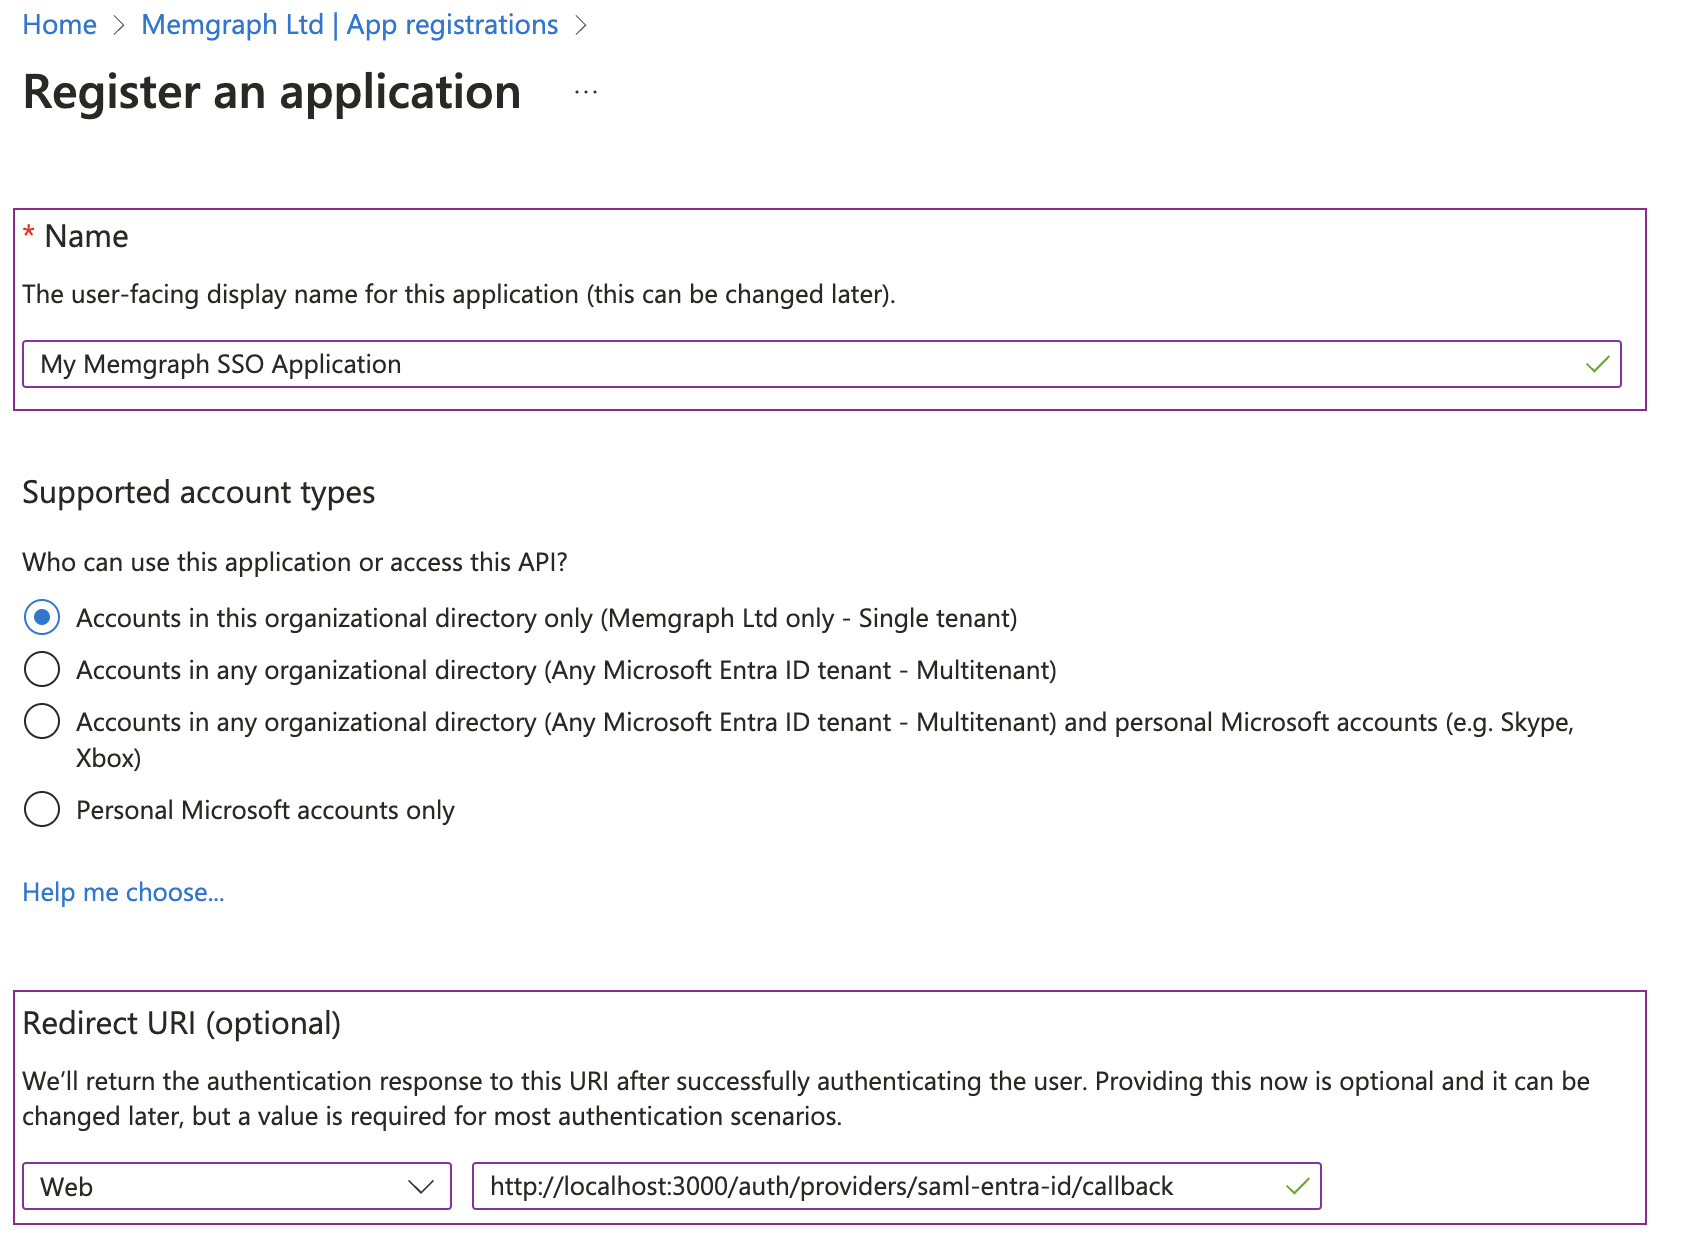 Home > Memgraph Ltd | App registrations >
Register an application ...
* Name
The user-facing display name for this application (this can be changed later).
My Memgraph SSO Application
Supported account types
Who can use this application or access this API?
Accounts in this organizational directory only (Memgraph Ltd only - Single tenant)
Accounts in any organizational directory (Any Microsoft Entra ID tenant - Multitenant)
Accounts in any organizational directory (Any Microsoft Entra ID tenant - Multitenant) and personal Microsoft accounts (e.g. Skype,
Xbox)
Personal Microsoft accounts only
Help me choose...
Redirect URI (optional)
We’ll return the authentication response to this URI after successfully authenticating the user. Providing this now is optional and it can be
changed later, but a value is required for most authentication scenarios.
Web http://localhost:3000/auth/providers/saml-entra-id/callback